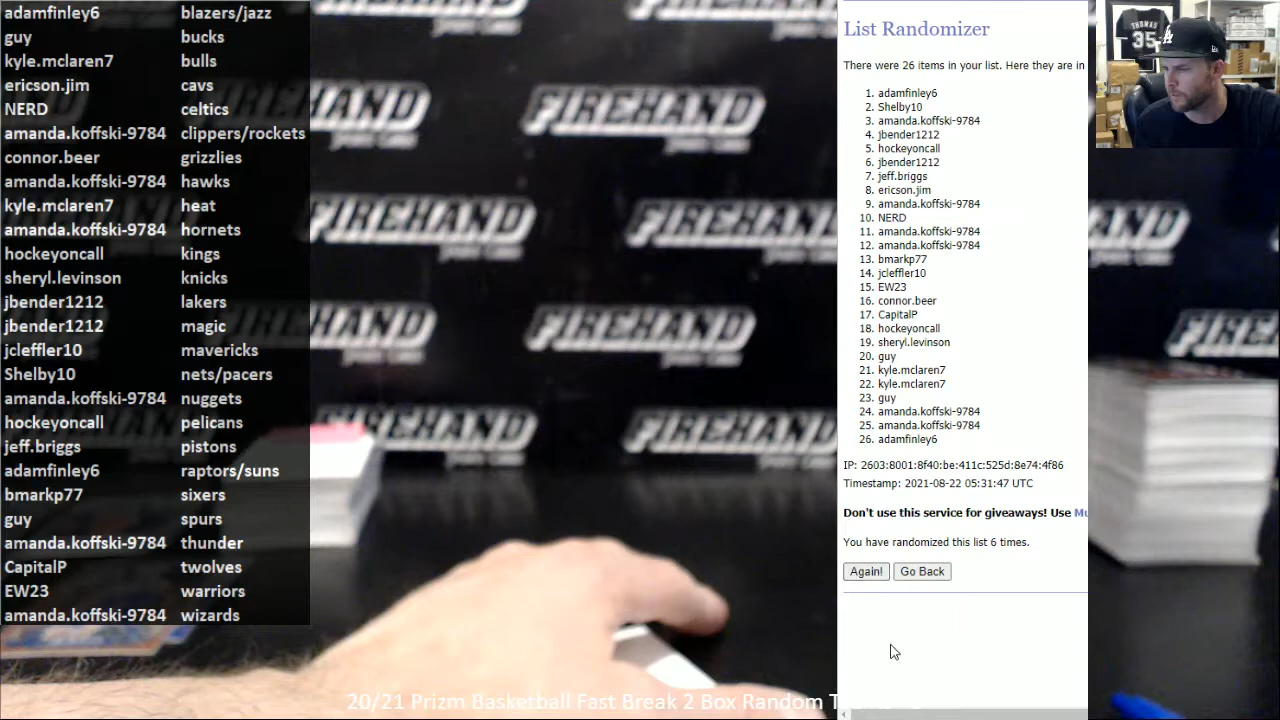 adamfinley6 blazers/jazz
guy bucks
kyle.mclaren7 bulls
ericson.jim cavs
NERD celtics
amanda.koffski-9784 clippers/rockets
connor.beer grizzlies
amanda.koffski-9784 hawks
kyle.mclaren7 heat
amanda.koffski-9784 hornets
hockeyoncall kings
sheryl.levinson knicks
jbender1212 lakers
jbender1212 magic
jcleffler10 mavericks
Shelby10 nets/pacers
amanda.koffski-9784 nuggets
hockeyoncall pelicans
jeff.briggs pistons
adamfinley6 raptors/suns
bmarkp77 sixers
guy spurs
amanda.koffski-9784 thunder
CapitalP twolves
EW23 warriors
amanda.koffski-9784 wizards
FIREHAND
FIREHAND
FIREHAND
FIREHAND
FIREHAND
FIREHAND
FIREHAND
List Randomizer
There were 26 items in your list. Here they are in
1. adamfinley6
2. Shelby10
3. amanda.koffski-9784
4. jbender1212
5. hockeyoncall
6. jbender1212
7. jeff.briggs
8. ericson.jim
9. amanda.koffski-9784
10. NERD
11. amanda.koffski-9784
12. amanda.koffski-9784
13. bmarkp77
14. jcleffler10
15. EW23
16. connor.beer
17. CapitalP
18. hockeyoncall
19. sheryl.levinson
20. guy
21. kyle.mclaren7
22. kyle.mclaren7
23. guy
24. amanda.koffski-9784
25. amanda.koffski-9784
26. adamfinley6
IP: 2603:8001:8f40:be:411c:525d:8e74:4f86
Timestamp: 2021-08-22 05:31:47 UTC
Don't use this service for giveaways! Use
You have randomized this list 6 times.
Again! Go Back
THOMAS
35
20/21 Prizm Basketball Fast Break 2 Box Random